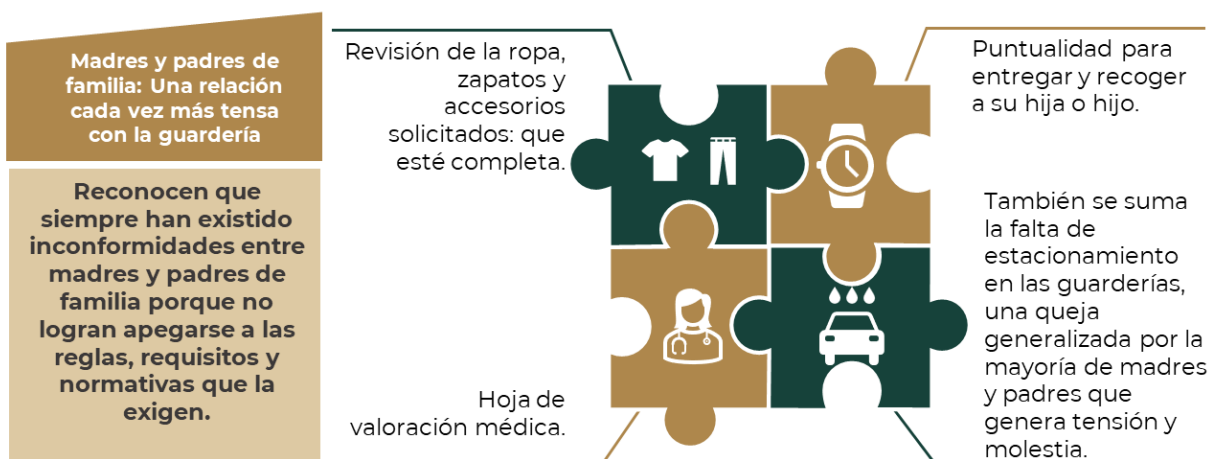 Madres y padres de
familia: Una relación
cada vez más tensa
con la guardería
Reconocen que
siempre han existido
inconformidades entre
madres y padres de
familia porque no
logran apegarse a las
reglas, requisitos y
normativas que la
exigen.
Revisión de la ropa,
zapatos y
accesorios
solicitados: que
esté completa.
Puntualidad para
entregar y recoger
a su hija o hijo.
Hoja de
valoración médica.
También se suma
la falta de
estacionamiento
en las guarderías,
una queja
generalizada por la
mayoría de madres
y padres que
genera tensión y
molestia.